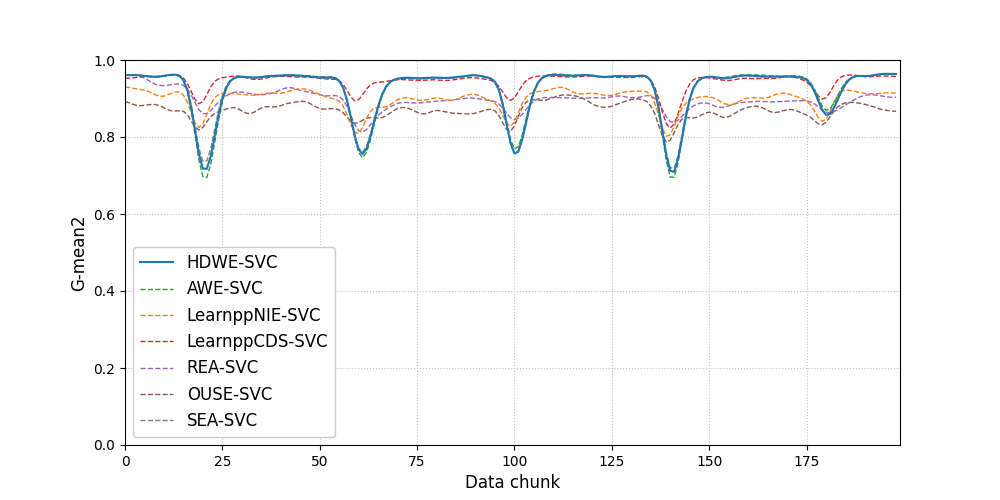 1.0
0.8
0.6
0.4
0.2
0.0
G-mean2
HDWE-SVC
AWE-SVC
LearnppNIE-SVC
LearnppCDS-SVC
REA-SVC
OUSE-SVC
SEA-SVC
0 25 50 75 100 125 150 175
Data chunk